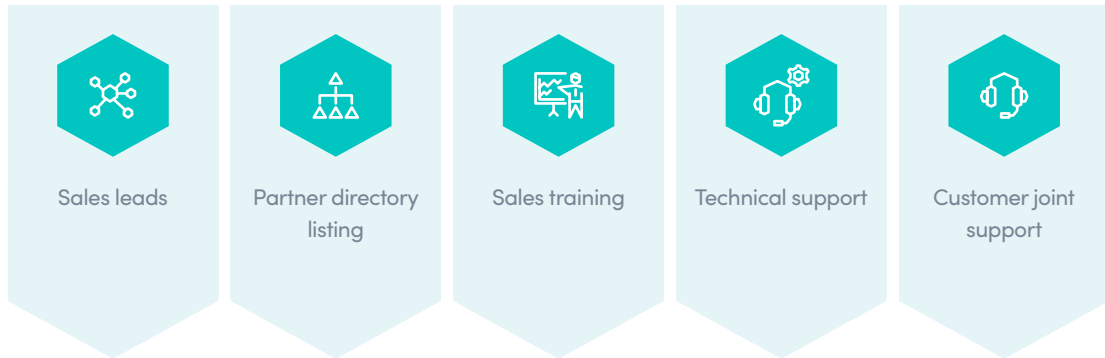 Sales leads
Partner directory
listing
Sales training
Technical support
Customer joint
support